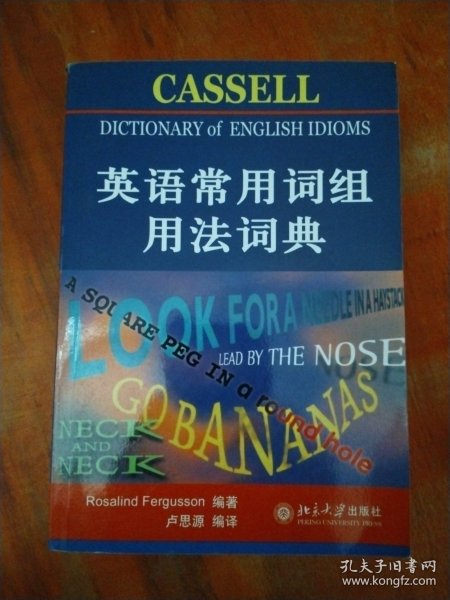 CASSELL
DICTIONARY of ENGLISH IDIOMS
英语常用词组
用法词典
A SQUARE PEG IN a round hole
LOOK FOR A NEEDLE IN A HAYSTACK
LEAD BY THE NOSE
NOSE
GO BANANAS
NECK
AND
NECK
Rosalind Fergusson 编著
卢思源 编译
北京大学出版社
PEKING UNIVERSITY PRESS
孔夫子旧书网
www.kongfz.com